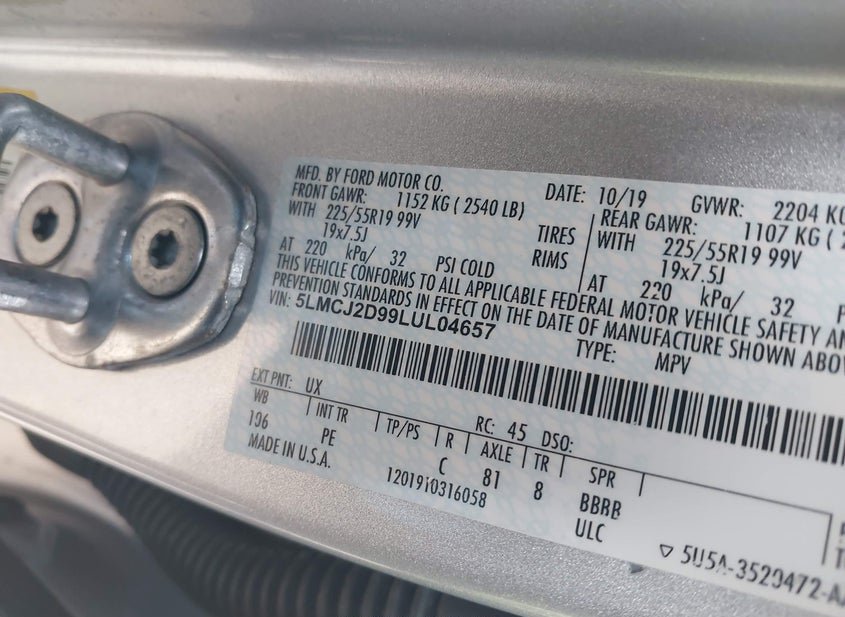 MFD. BY FORD MOTOR CO. DATE: 10/19 GVWR: 2204 KG
FRONT GAWR: 1152 KG ( 2540 LB) REAR GAWR: 1107 KG (
WITH 225/55R19 99V TIRES WITH 225/55R19 99V
19x7.5J RIMS 19x7.5J
AT 220 kPa/ 32 PSI COLD AT 220 kPa/ 32
THIS VEHICLE CONFORMS TO ALL APPLICABLE FEDERAL MOTOR VEHICLE SAFETY
PREVENTION STANDARDS IN EFFECT ON THE DATE OF MANUFACTURE SHOWN
VIN: 5LMCJ2D99LUL04657 TYPE: MPV
EXT PNT: UX RC: 45 DSO:
WB INT TR TP/PS R AXLE TR SPR
106 PE C 81 8 BBBB
MADE IN U.S.A. ULC
1201910316058
5U5A-3520472-